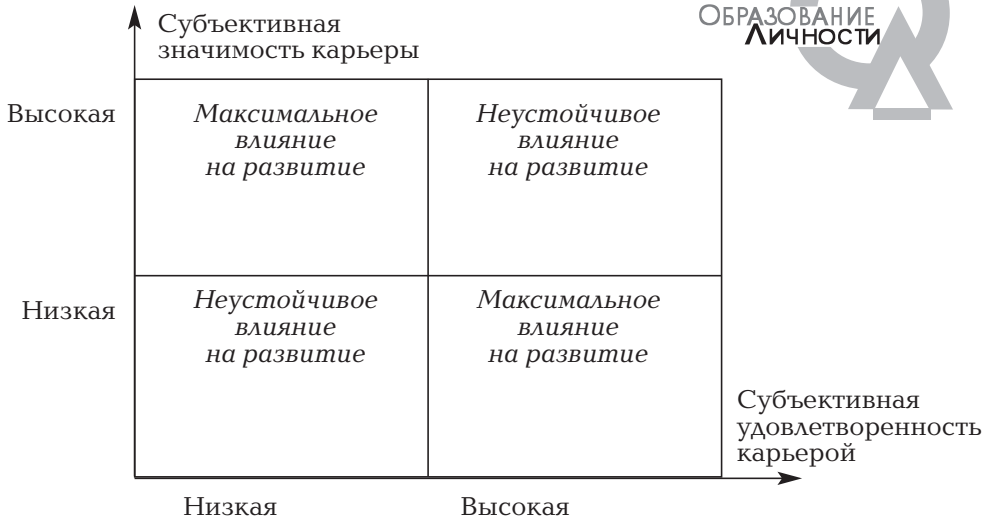 Субъективная
значимость карьеры
ОБРАЗОВАНИЕ
ЛИЧНОСТИ
Высокая
Максимальное
влияние
на развитие
Неустойчивое
влияние
на развитие
Низкая
Неустойчивое
влияние
на развитие
Максимальное
влияние
на развитие
Субъективная
удовлетворенность
карьерой
Низкая
Высокая